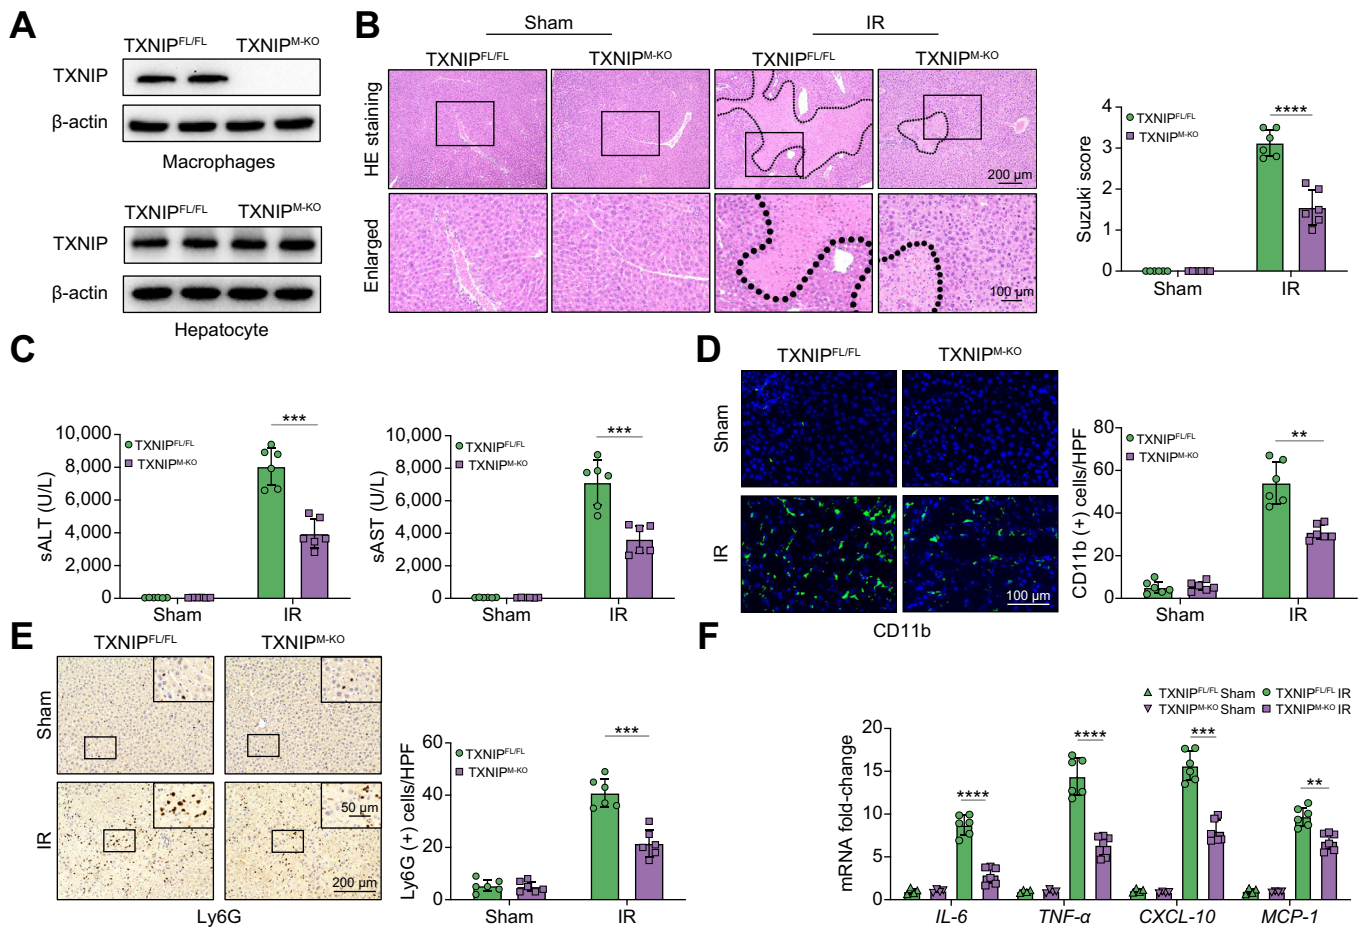 A
TXNIPFL/FL TXNIPM-KO
TXNIP
β-actin
Macrophages
TXNIPFL/FL TXNIPM-KO
TXNIP
β-actin
Hepatocyte
B
Sham IR
TXNIPFL/FL TXNIPM-KO TXNIPFL/FL TXNIPM-KO
HE staining
200 µm
Enlarged
100 µm
Suzuki score
4
3
2
1
0
TXNIPFL/FL
TXNIPM-KO
****
Sham IR
C
sALT (U/L)
10,000
8,000
6,000
4,000
2,000
0
TXNIPFL/FL
TXNIPM-KO
***
Sham IR
sAST (U/L)
10,000
8,000
6,000
4,000
2,000
0
TXNIPFL/FL
TXNIPM-KO
***
Sham IR
D
TXNIPFL/FL TXNIPM-KO
Sham
IR
100 µm
CD11b
CD11b (+) cells/HPF
80
60
40
20
0
TXNIPFL/FL
TXNIPM-KO
**
Sham IR
E
TXNIPFL/FL TXNIPM-KO
Sham
IR
50 µm
200 µm
Ly6G
Ly6G (+) cells/HPF
60
40
20
0
TXNIPFL/FL
TXNIPM-KO
***
Sham IR
F
TXNIPFL/FL Sham TXNIPFL/FL IR
TXNIPM-KO Sham TXNIPM-KO IR
mRNA fold-change
20
15
10
5
0
**** **** *** **
IL-6 TNF-α CXCL-10 MCP-1